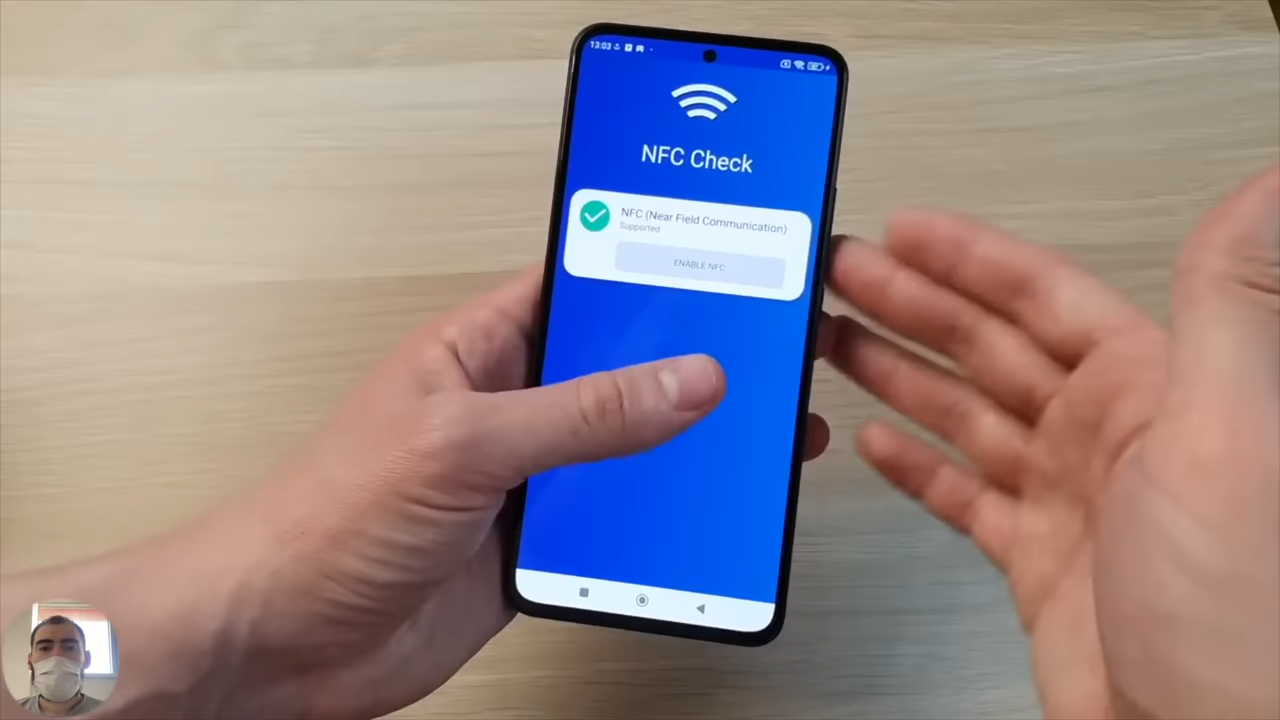 13:03
NFC Check
NFC (Near Field Communication)
Supported
ENABLE NFC